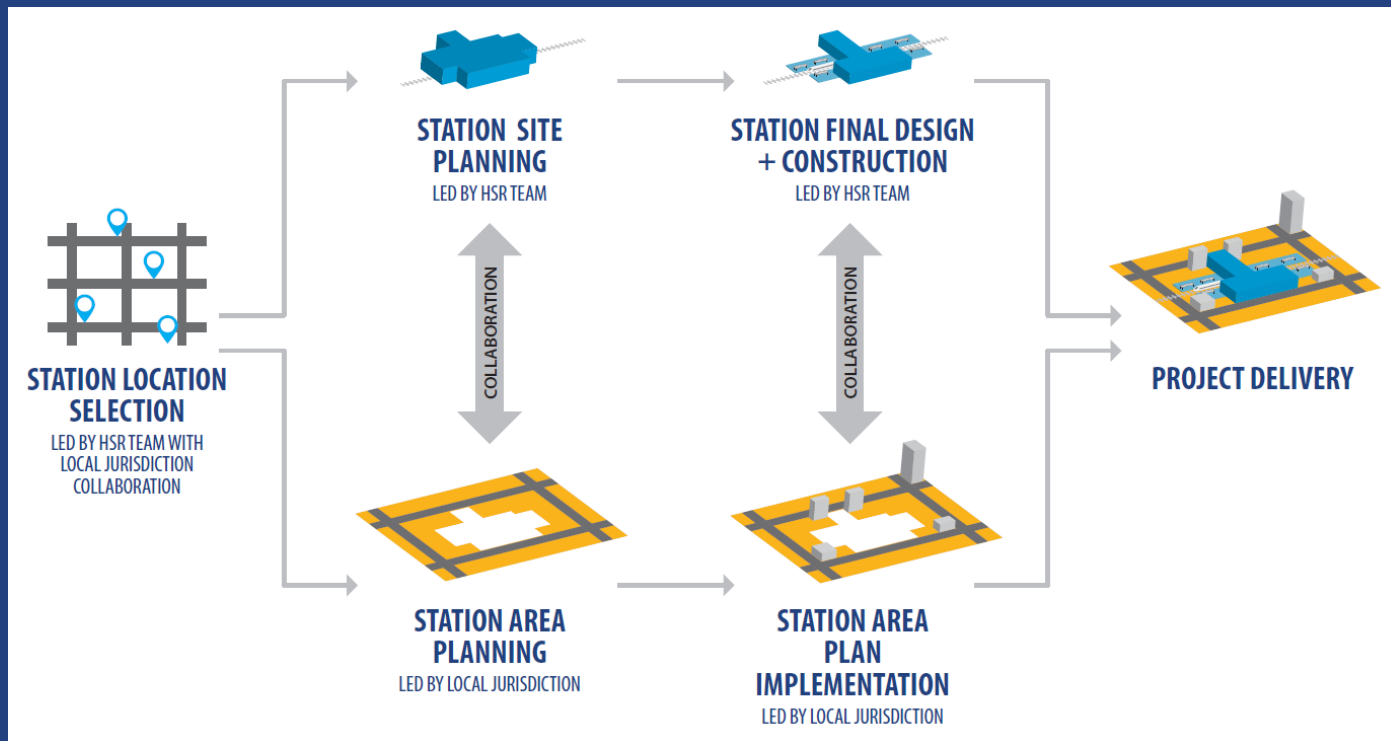 STATION LOCATION
SELECTION
LED BY HSR TEAM WITH
LOCAL JURISDICTION
COLLABORATION
STATION SITE
PLANNING
LED BY HSR TEAM
COLLABORATION
STATION AREA
PLANNING
LED BY LOCAL JURISDICTION
STATION FINAL DESIGN
+ CONSTRUCTION
LED BY HSR TEAM
COLLABORATION
STATION AREA
PLAN
IMPLEMENTATION
LED BY LOCAL JURISDICTION
PROJECT DELIVERY